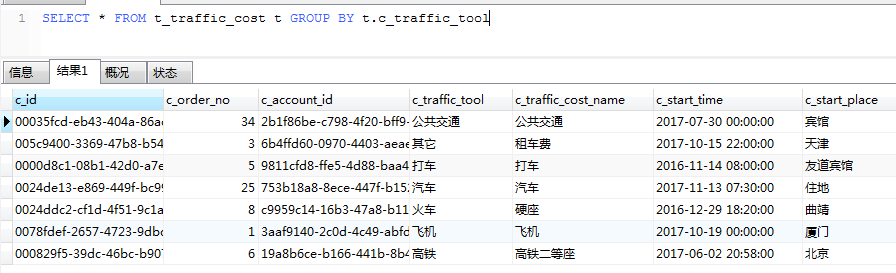 1 SELECT * FROM t_traffic_cost t GROUP BY t.c_traffic_tool
信息 结果1 概况 状态
c_id c_order_no c_account_id c_traffic_tool c_traffic_cost_name c_start_time c_start_place
00035fcd-eb43-404a-86ac 34 2b1f86be-c798-4f20-bff9- 公共交通 公共交通 2017-07-30 00:00:00 宾馆
005c9400-3369-47b8-b54 3 6b4ffd60-0970-4403-aeae 其它 租车费 2017-10-15 22:00:00 天津
0000d8c1-08b1-42d0-a7e 5 9811cfd8-ffe5-4d88-baa4 打车 打车 2016-11-14 08:00:00 友道宾馆
0024de13-e869-449f-bc99 25 753b18a8-8ece-447f-b15 汽车 汽车 2017-11-13 07:30:00 住地
0024ddc2-cf1d-4f51-9c1a 8 c9959c14-16b3-47a8-b11 火车 硬座 2016-12-29 18:20:00 曲靖
0078fdef-2657-4723-9dbc 1 3aaf9140-2c0d-4c49-abfd 飞机 飞机 2017-10-19 00:00:00 厦门
000829f5-39dc-46bc-b907 6 19a8b6ce-b166-441b-8b4 高铁 高铁二等座 2017-06-02 20:58:00 北京